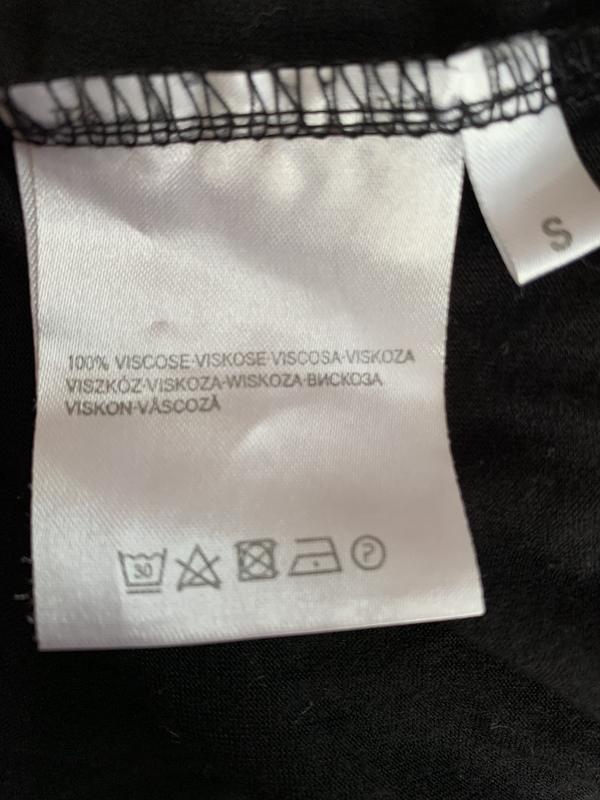 S
100% VISCOSE·VISKOSE·VISCOSA·VISKOZA
VISZKÓZ·VISKOZA·WISKOZA·ВИСКОЗА
VISKON·VÂSCOZĂ
30 P